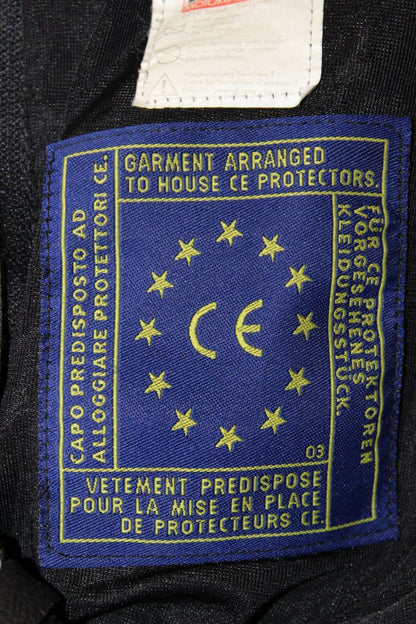 GARMENT ARRANGED
TO HOUSE CE PROTECTORS.
CAPO PREDISPOSTO AD
ALLOGGIARE PROTETTORI CE.
FÜR CE PROTEKTOREN
VORGESEHENES
KLEIDUNGSSTÜCK.
CE
03
VETEMENT PREDISPOSE
POUR LA MISE EN PLACE
DE PROTECTEURS CE.